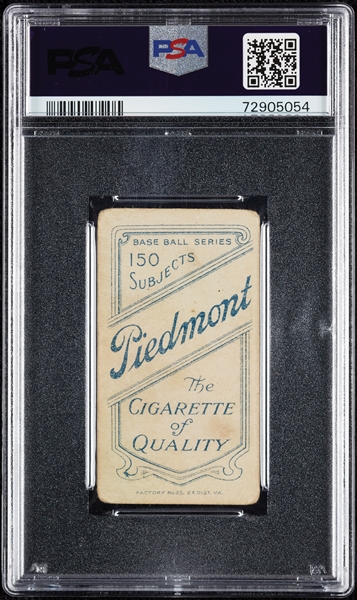 PSA
PSA
72905054
BASE BALL SERIES
150
SUBJECTS
Piedmont
The
CIGARETTE
of
QUALITY
FACTORY No 25, 2ND DIST. VA.